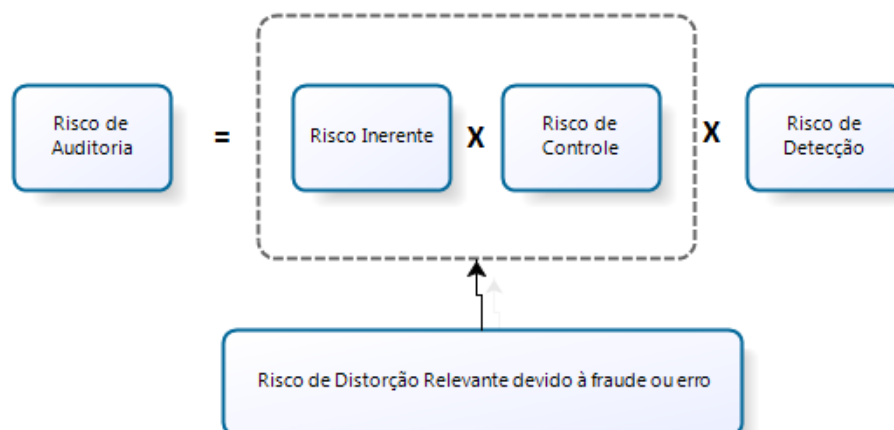 Risco de
Auditoria
=
Risco Inerente
X
Risco de
Controle
X
Risco de
Detecção
Risco de Distorção Relevante devido à fraude ou erro